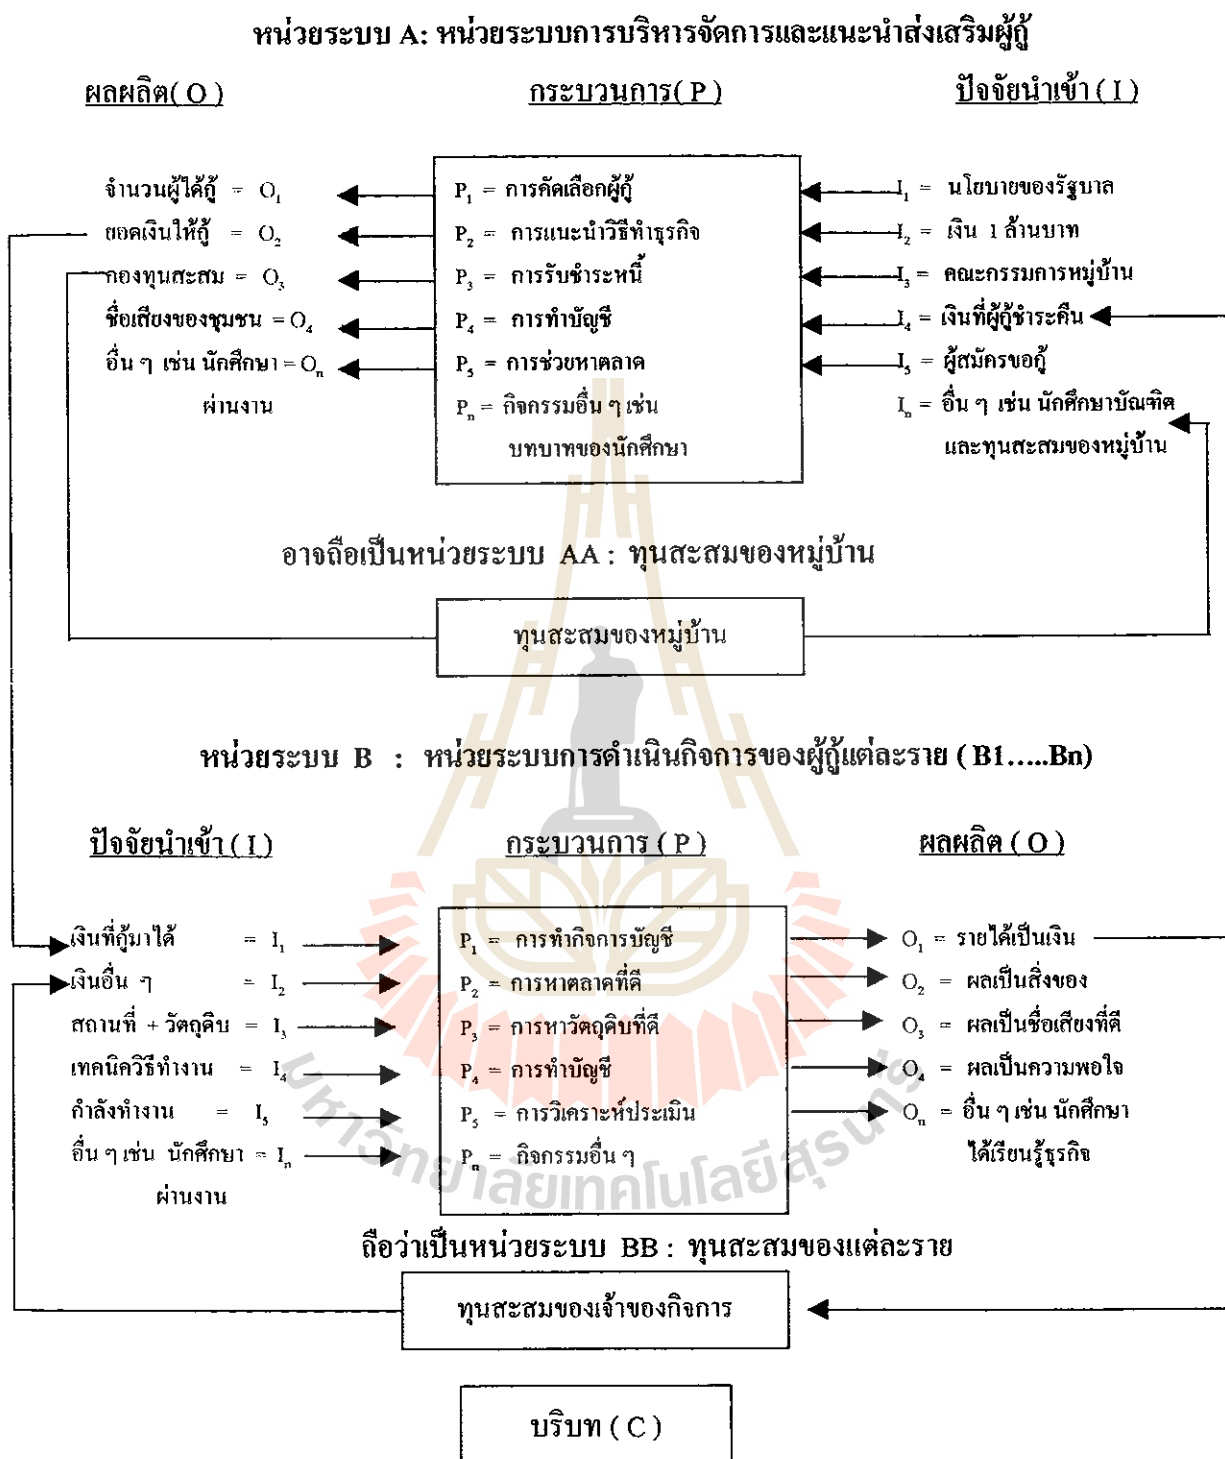 หน่วยระบบ A: หน่วยระบบการบริหารจัดการและแนะนำส่งเสริมผู้กู้
ผลผลิต( O ) กระบวนการ( P ) ปัจจัยนำเข้า ( I )
จำนวนผู้ได้กู้ = O1 P1 = การคัดเลือกผู้กู้ I1 = นโยบายของรัฐบาล
ยอดเงินให้กู้ = O2 P2 = การแนะนำวิธีทำธุรกิจ I2 = เงิน 1 ล้านบาท
กองทุนสะสม = O3 P3 = การรับชำระหนี้ I3 = คณะกรรมการหมู่บ้าน
ชื่อเสียงของชุมชน = O4 P4 = การทำบัญชี I4 = เงินที่ผู้กู้ชำระคืน
อื่น ๆ เช่น นักศึกษา = On P5 = การช่วยหาตลาด I5 = ผู้สมัครขอกู้
ผ่านงาน Pn = กิจกรรมอื่น ๆ เช่น In = อื่น ๆ เช่น นักศึกษาบัณฑิต
บทบาทของนักศึกษา และทุนสะสมของหมู่บ้าน
อาจถือเป็นหน่วยระบบ AA : ทุนสะสมของหมู่บ้าน
ทุนสะสมของหมู่บ้าน
หน่วยระบบ B : หน่วยระบบการดำเนินกิจการของผู้กู้แต่ละราย ( B1.....Bn)
ปัจจัยนำเข้า ( I ) กระบวนการ ( P ) ผลผลิต ( O )
เงินที่กู้มาได้ = I1 P1 = การทำกิจการบัญชี O1 = รายได้เป็นเงิน
เงินอื่น ๆ = I2 P2 = การหาตลาดที่ดี O2 = ผลเป็นสิ่งของ
สถานที่ + วัตถุดิบ = I3 P3 = การหาวัตถุดิบที่ดี O3 = ผลเป็นชื่อเสียงที่ดี
เทคนิควิธีทำงาน = I4 P4 = การทำบัญชี O4 = ผลเป็นความพอใจ
กำลังทำงาน = I5 P5 = การวิเคราะห์ประเมิน On = อื่น ๆ เช่น นักศึกษา
อื่น ๆ เช่น นักศึกษา = In Pn = กิจกรรมอื่น ๆ ได้เรียนรู้ธุรกิจ
ผ่านงาน
มหาวิทยาลัยเทคโนโลยีสุรนารี
ถือว่าเป็นหน่วยระบบ BB : ทุนสะสมของแต่ละราย
ทุนสะสมของเจ้าของกิจการ
บริบท ( C )